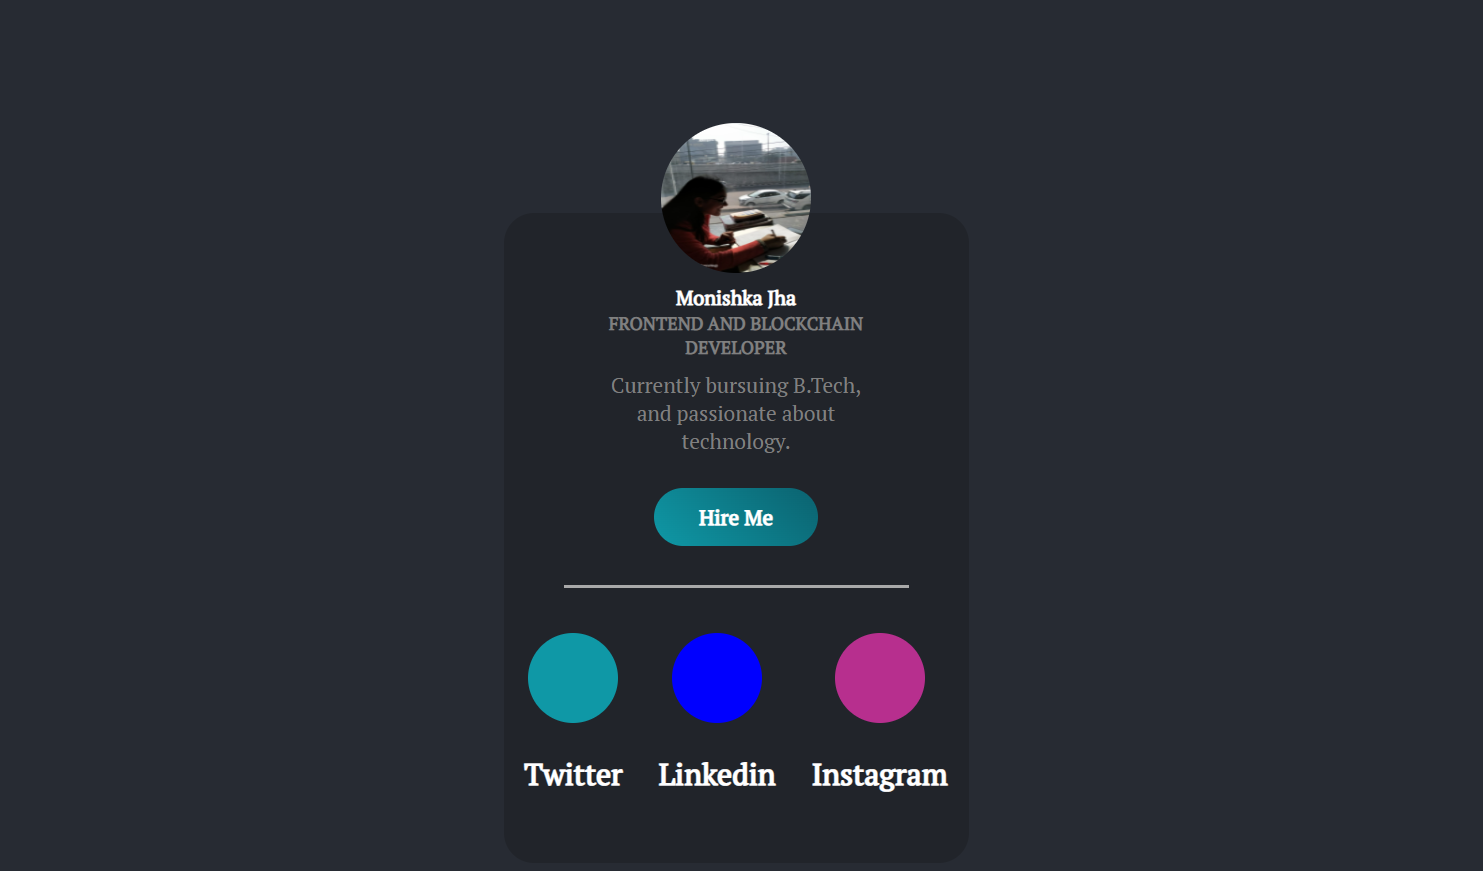 Monishka Jha
FRONTEND AND BLOCKCHAIN
DEVELOPER
Currently bursuing B.Tech,
and passionate about
technology.
Hire Me
Twitter
Linkedin
Instagram